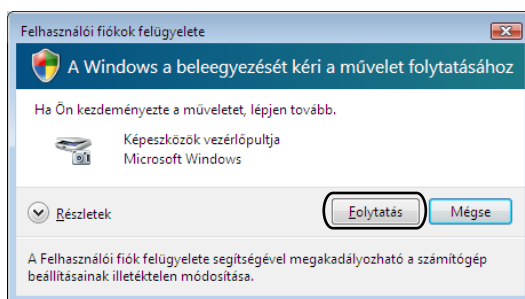 Felhasználói fiókok felügyelete
A Windows a beleegyezését kéri a művelet folytatásához
Ha Ön kezdeményezte a műveletet, lépjen tovább.
Képeszközök vezérlőpultja
Microsoft Windows
Részletek
Folytatás
Mégse
A Felhasználói fiók felügyelete segítségével megakadályozható a számítógép
beállításainak illetéktelen módosítása.